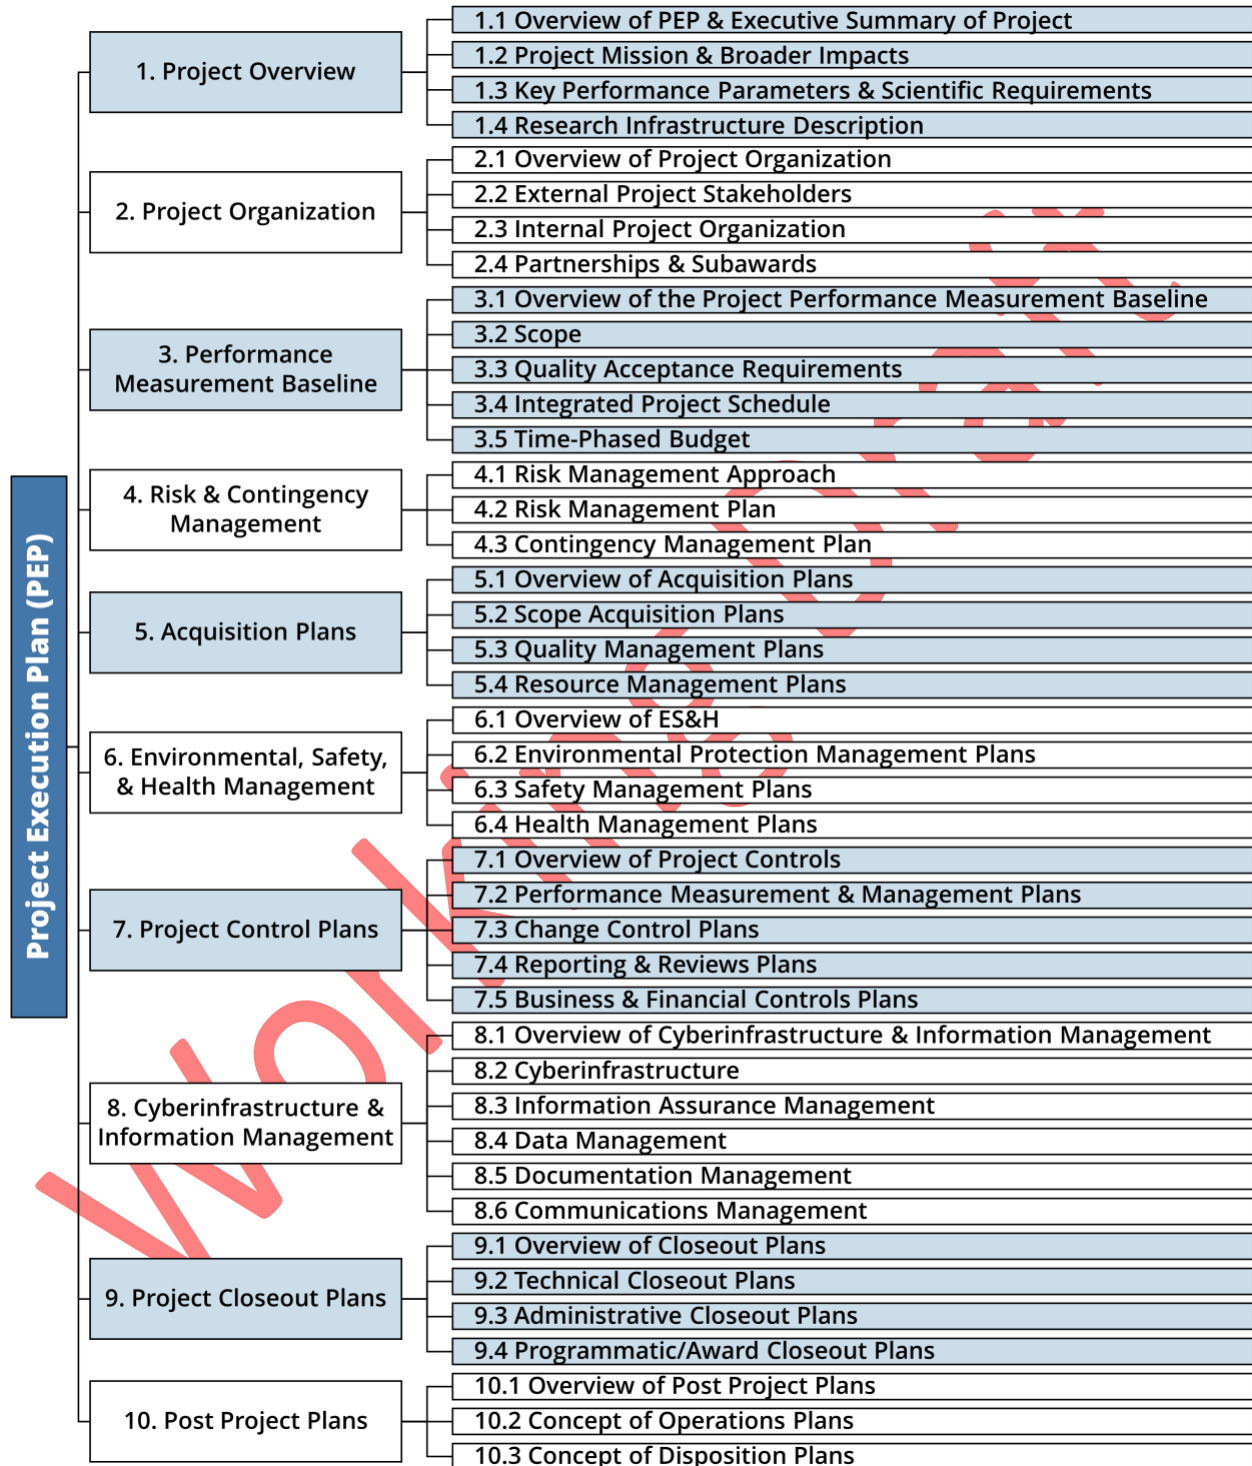 Project Execution Plan (PEP)
1. Project Overview
1.1 Overview of PEP & Executive Summary of Project
1.2 Project Mission & Broader Impacts
1.3 Key Performance Parameters & Scientific Requirements
1.4 Research Infrastructure Description
2. Project Organization
2.1 Overview of Project Organization
2.2 External Project Stakeholders
2.3 Internal Project Organization
2.4 Partnerships & Subawards
3. Performance
Measurement Baseline
3.1 Overview of the Project Performance Measurement Baseline
3.2 Scope
3.3 Quality Acceptance Requirements
3.4 Integrated Project Schedule
3.5 Time-Phased Budget
4. Risk & Contingency
Management
4.1 Risk Management Approach
4.2 Risk Management Plan
4.3 Contingency Management Plan
5. Acquisition Plans
5.1 Overview of Acquisition Plans
5.2 Scope Acquisition Plans
5.3 Quality Management Plans
5.4 Resource Management Plans
6. Environmental, Safety,
& Health Management
6.1 Overview of ES&H
6.2 Environmental Protection Management Plans
6.3 Safety Management Plans
6.4 Health Management Plans
7. Project Control Plans
7.1 Overview of Project Controls
7.2 Performance Measurement & Management Plans
7.3 Change Control Plans
7.4 Reporting & Reviews Plans
7.5 Business & Financial Controls Plans
8. Cyberinfrastructure &
Information Management
8.1 Overview of Cyberinfrastructure & Information Management
8.2 Cyberinfrastructure
8.3 Information Assurance Management
8.4 Data Management
8.5 Documentation Management
8.6 Communications Management
9. Project Closeout Plans
9.1 Overview of Closeout Plans
9.2 Technical Closeout Plans
9.3 Administrative Closeout Plans
9.4 Programmatic/Award Closeout Plans
10. Post Project Plans
10.1 Overview of Post Project Plans
10.2 Concept of Operations Plans
10.3 Concept of Disposition Plans
Working Draft